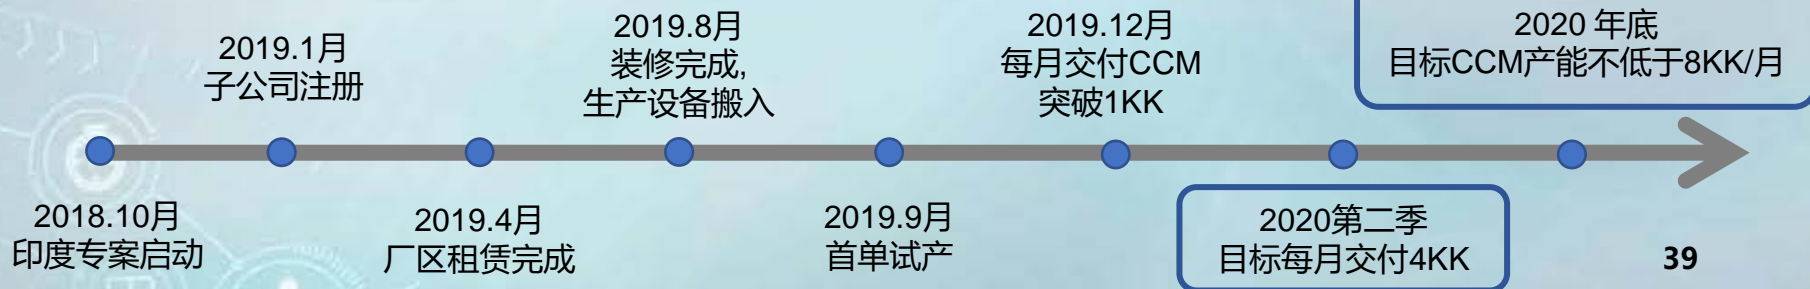 2018.10月
印度专案启动
2019.1月
子公司注册
2019.4月
厂区租赁完成
2019.8月
装修完成,
生产设备搬入
2019.9月
首单试产
2019.12月
每月交付CCM
突破1KK
2020第二季
目标每月交付4KK
2020 年底
目标CCM产能不低于8KK/月
39